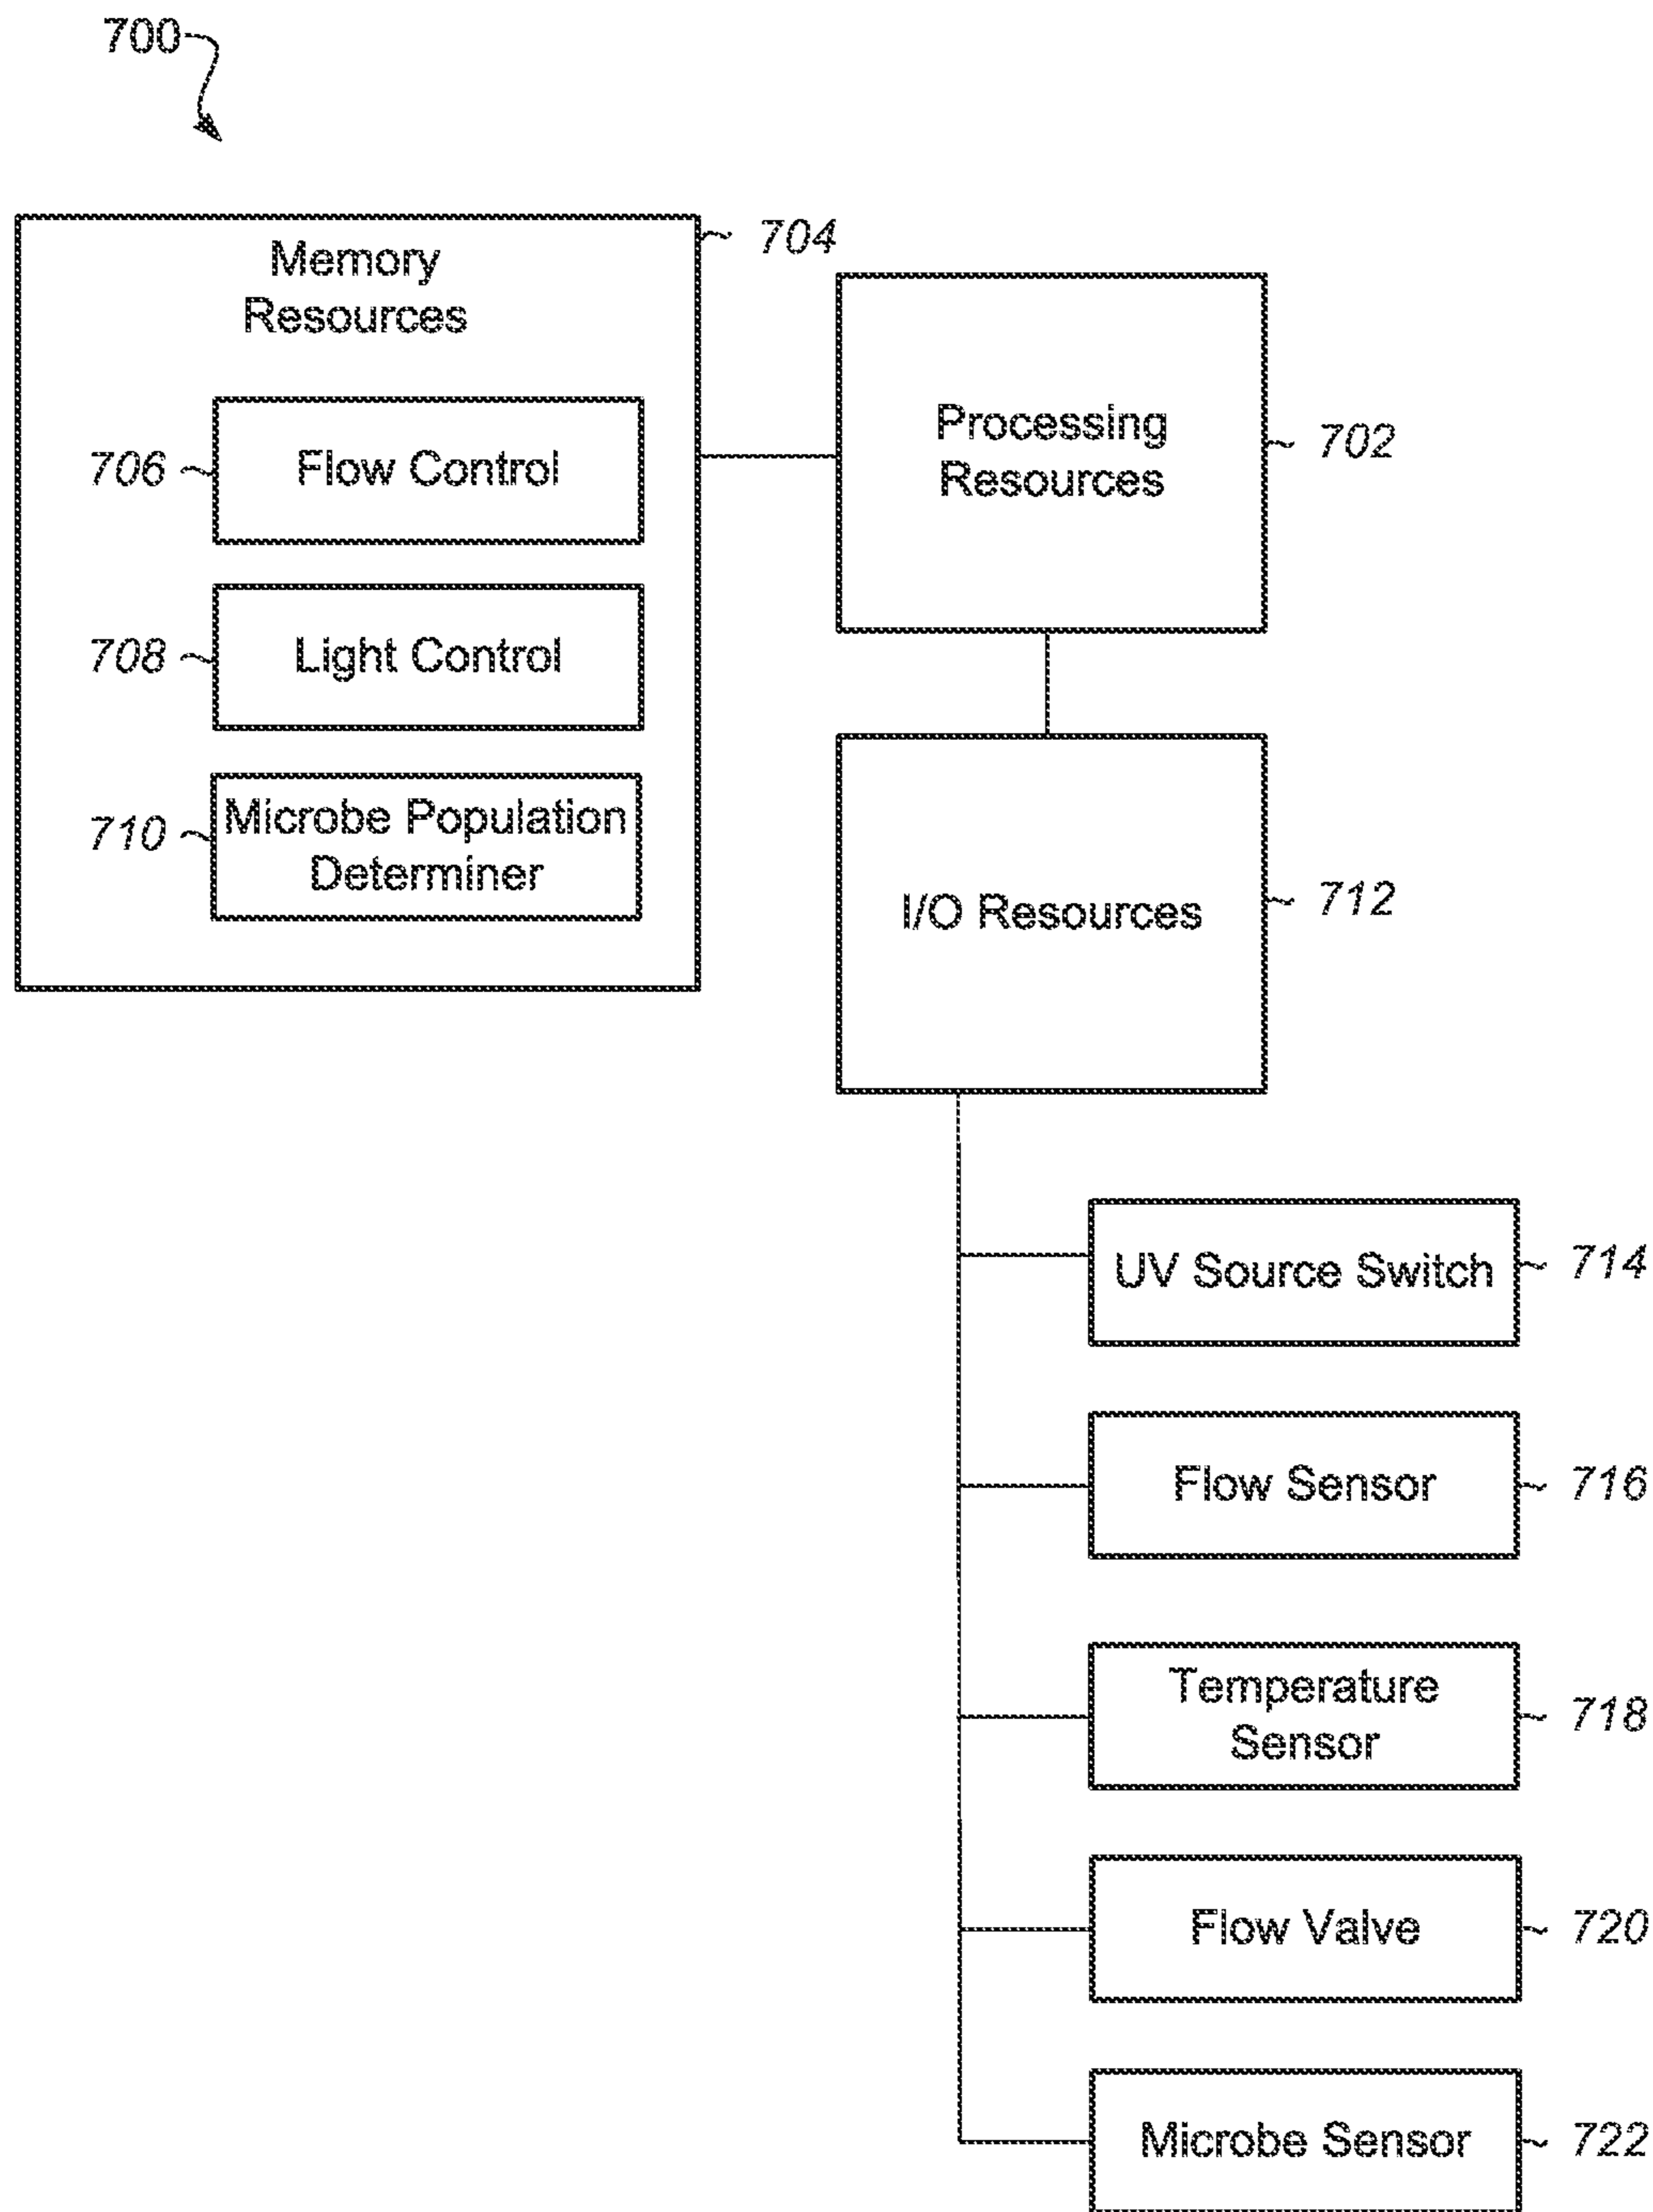 700
Memory
Resources
704
706
Flow Control
708
Light Control
710
Microbe Population
Determiner
Processing
Resources
702
I/O Resources
712
UV Source Switch
714
Flow Sensor
716
Temperature
Sensor
718
Flow Valve
720
Microbe Sensor
722